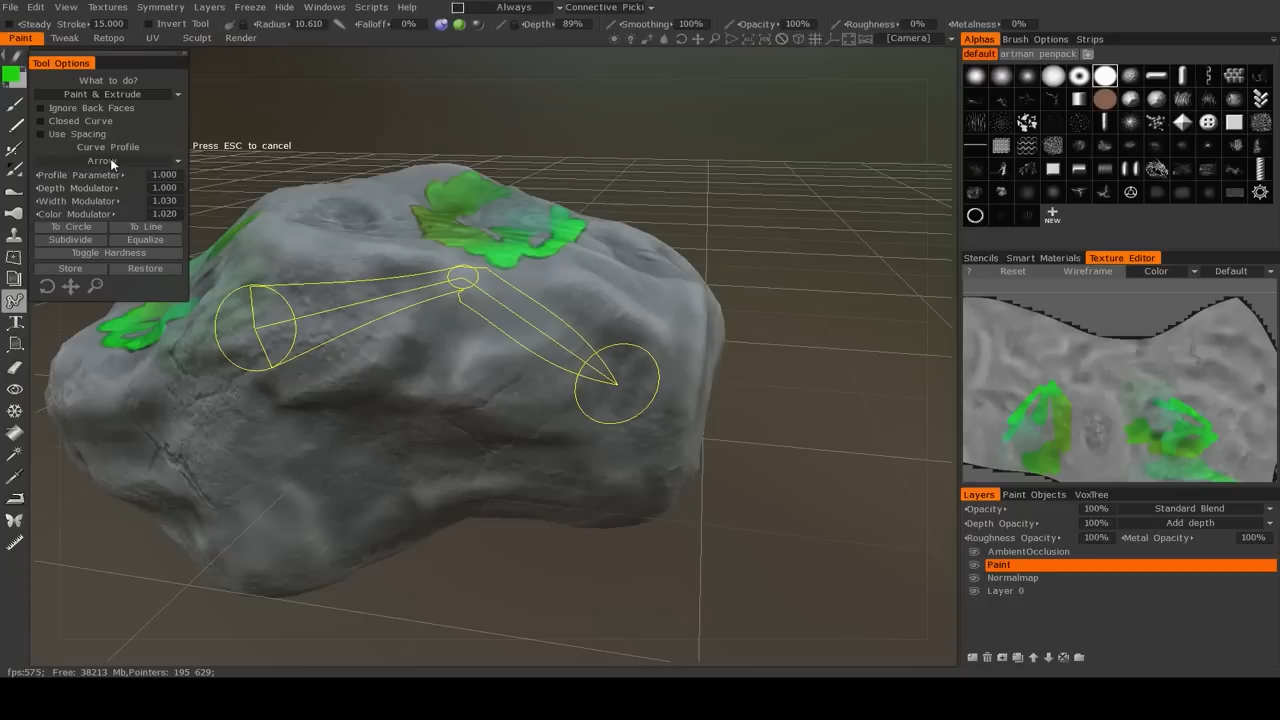 File Edit View Textures Symmetry Layers Freeze Hide Windows Scripts Help Always Connective Picki
Steady Stroke 15.000 Invert Tool Radius 10.610 Falloff 0% Depth 89% Smoothing 100% Opacity 100% Roughness 0% Metalness 0%
Paint Tweak Retopo UV Sculpt Render [Camera]
Alphas Brush Options Strips
default artman penpack
Tool Options
What to do?
Paint & Extrude
Ignore Back Faces
Closed Curve
Use Spacing
Curve Profile
Press ESC to cancel
Arrow
Profile Parameter 1.000
Depth Modulator 1.000
Width Modulator 1.030
Color Modulator 1.020
To Circle To Line
Subdivide Equalize
Toggle Hardness
Store Restore
NEW
Stencils Smart Materials Texture Editor
? Reset Wireframe Color Default
Layers Paint Objects VoxTree
Opacity 100% Standard Blend
Depth Opacity 100% Add depth
Roughness Opacity 100% Metal Opacity 100%
AmbientOcclusion
Paint
Normalmap
Layer 0
fps:575; Free: 38213 Mb,Pointers: 195 629;